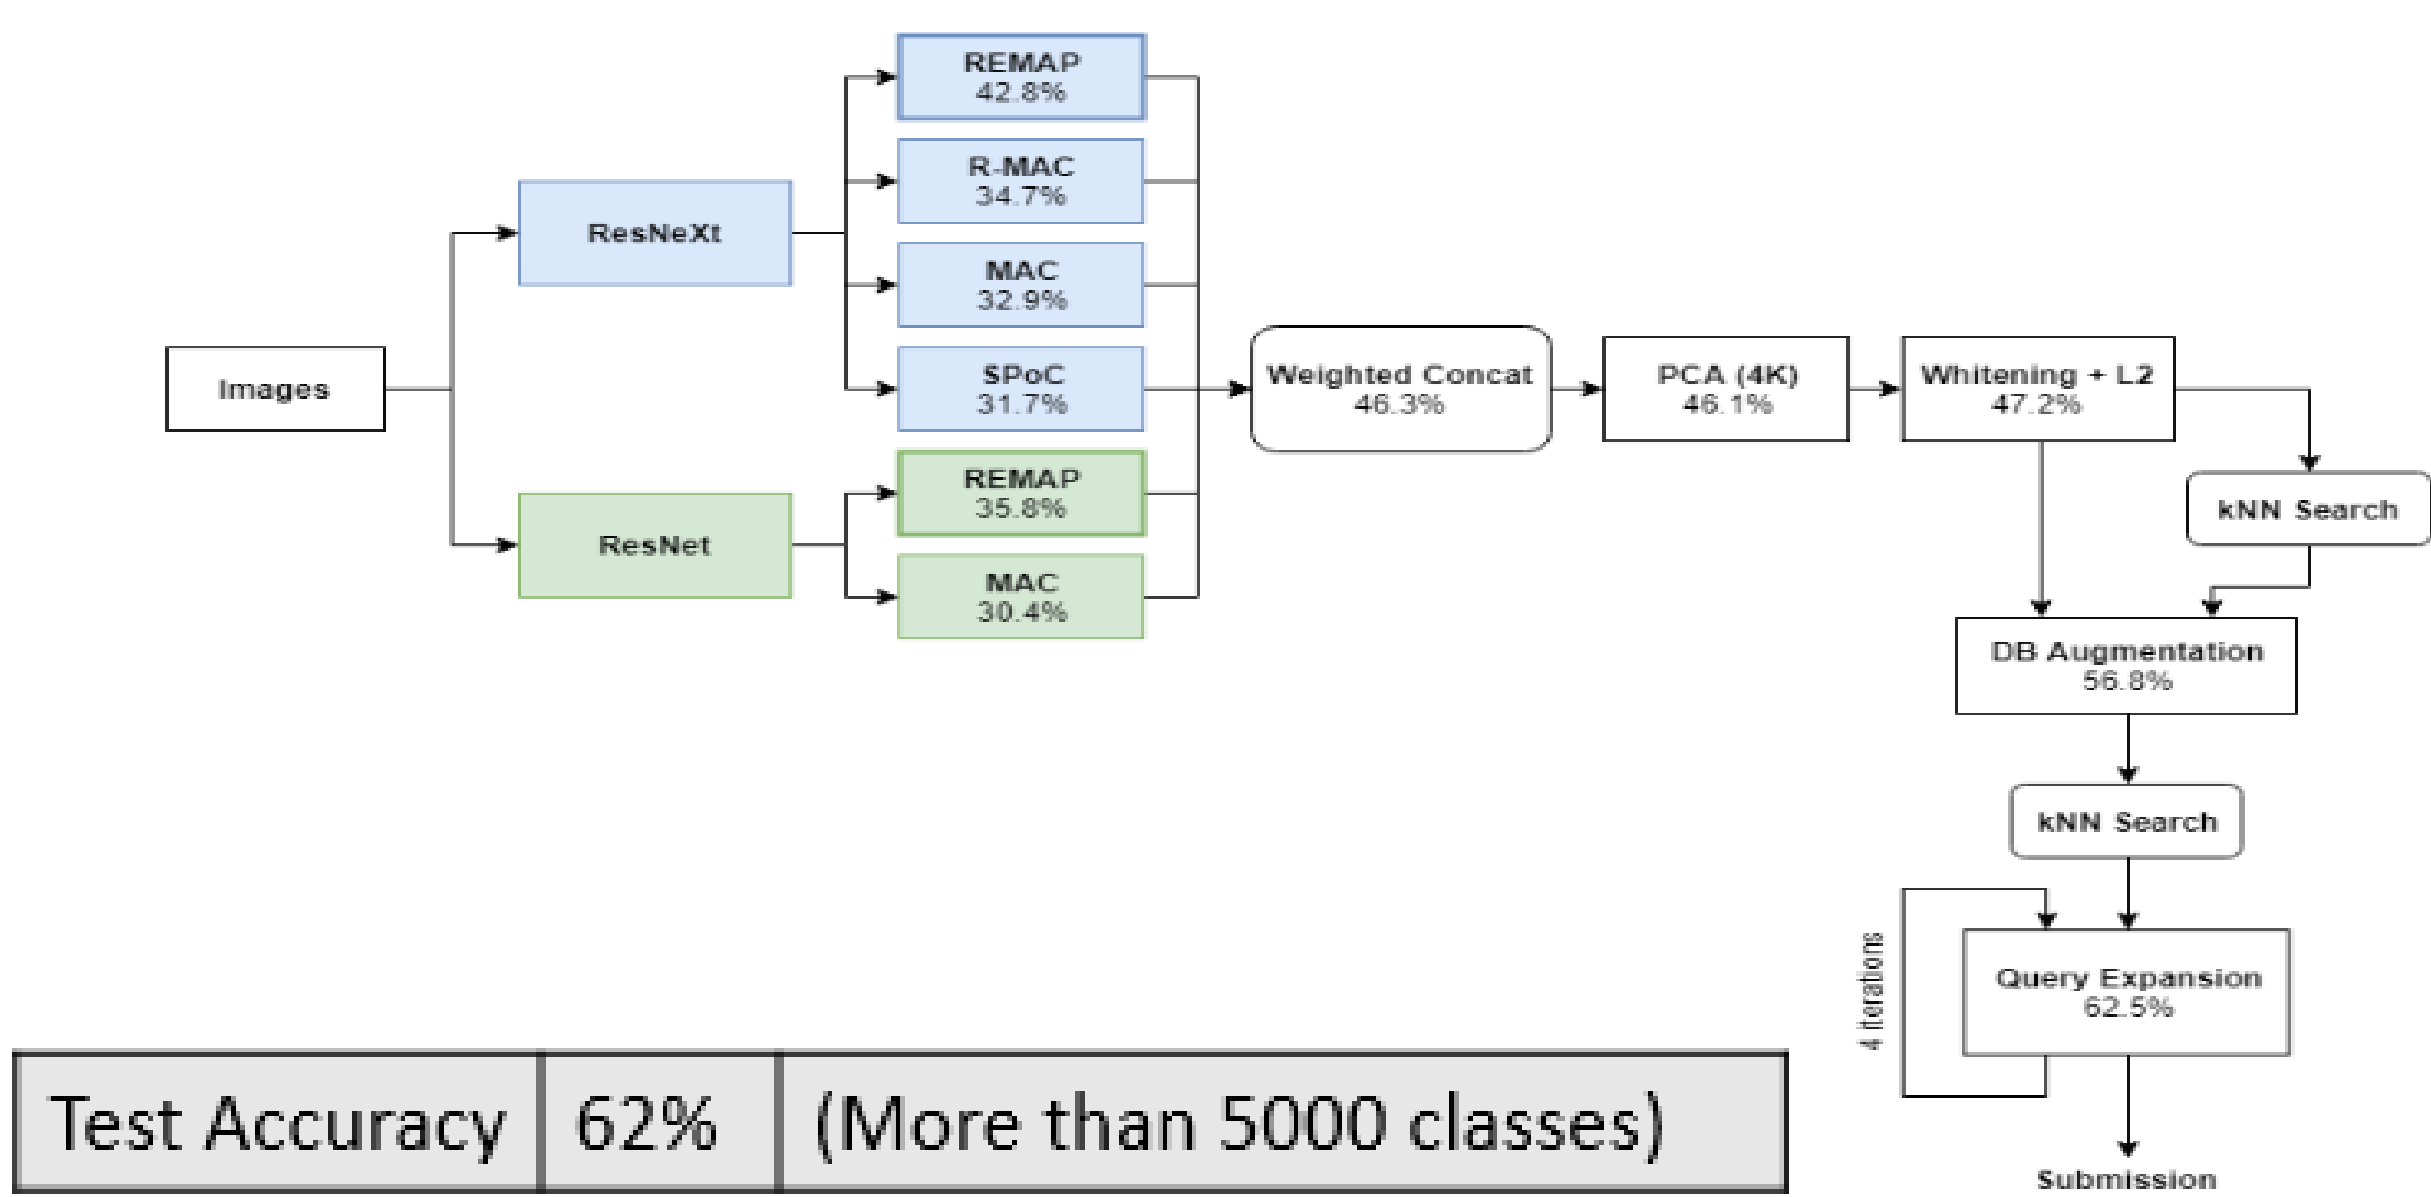 REMAP
42.8%
R-MAC
34.7%
ResNeXt
MAC
32.9%
Images
SPoC
31.7%
Weighted Concat
46.3%
PCA (4K)
46.1%
Whitening + L2
47.2%
REMAP
35.8%
ResNet
MAC
30.4%
kNN Search
DB Augmentation
56.8%
kNN Search
4 iterations
Query Expansion
62.5%
Submission
Test Accuracy 62% (More than 5000 classes)